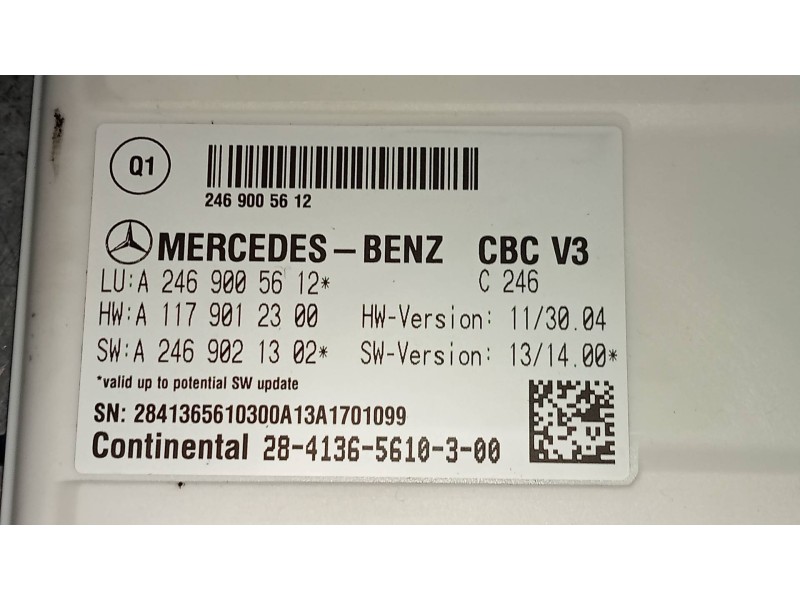 Q1
246 900 56 12
MERCEDES-BENZ CBC V3
LU:A 246 900 56 12* C 246
HW:A 117 901 23 00 HW-Version: 11/30.04
SW:A 246 902 13 02* SW-Version: 13/14.00*
*valid up to potential SW update
SN: 2841365610300A13A1701099
Continental 28-4136-5610-3-00